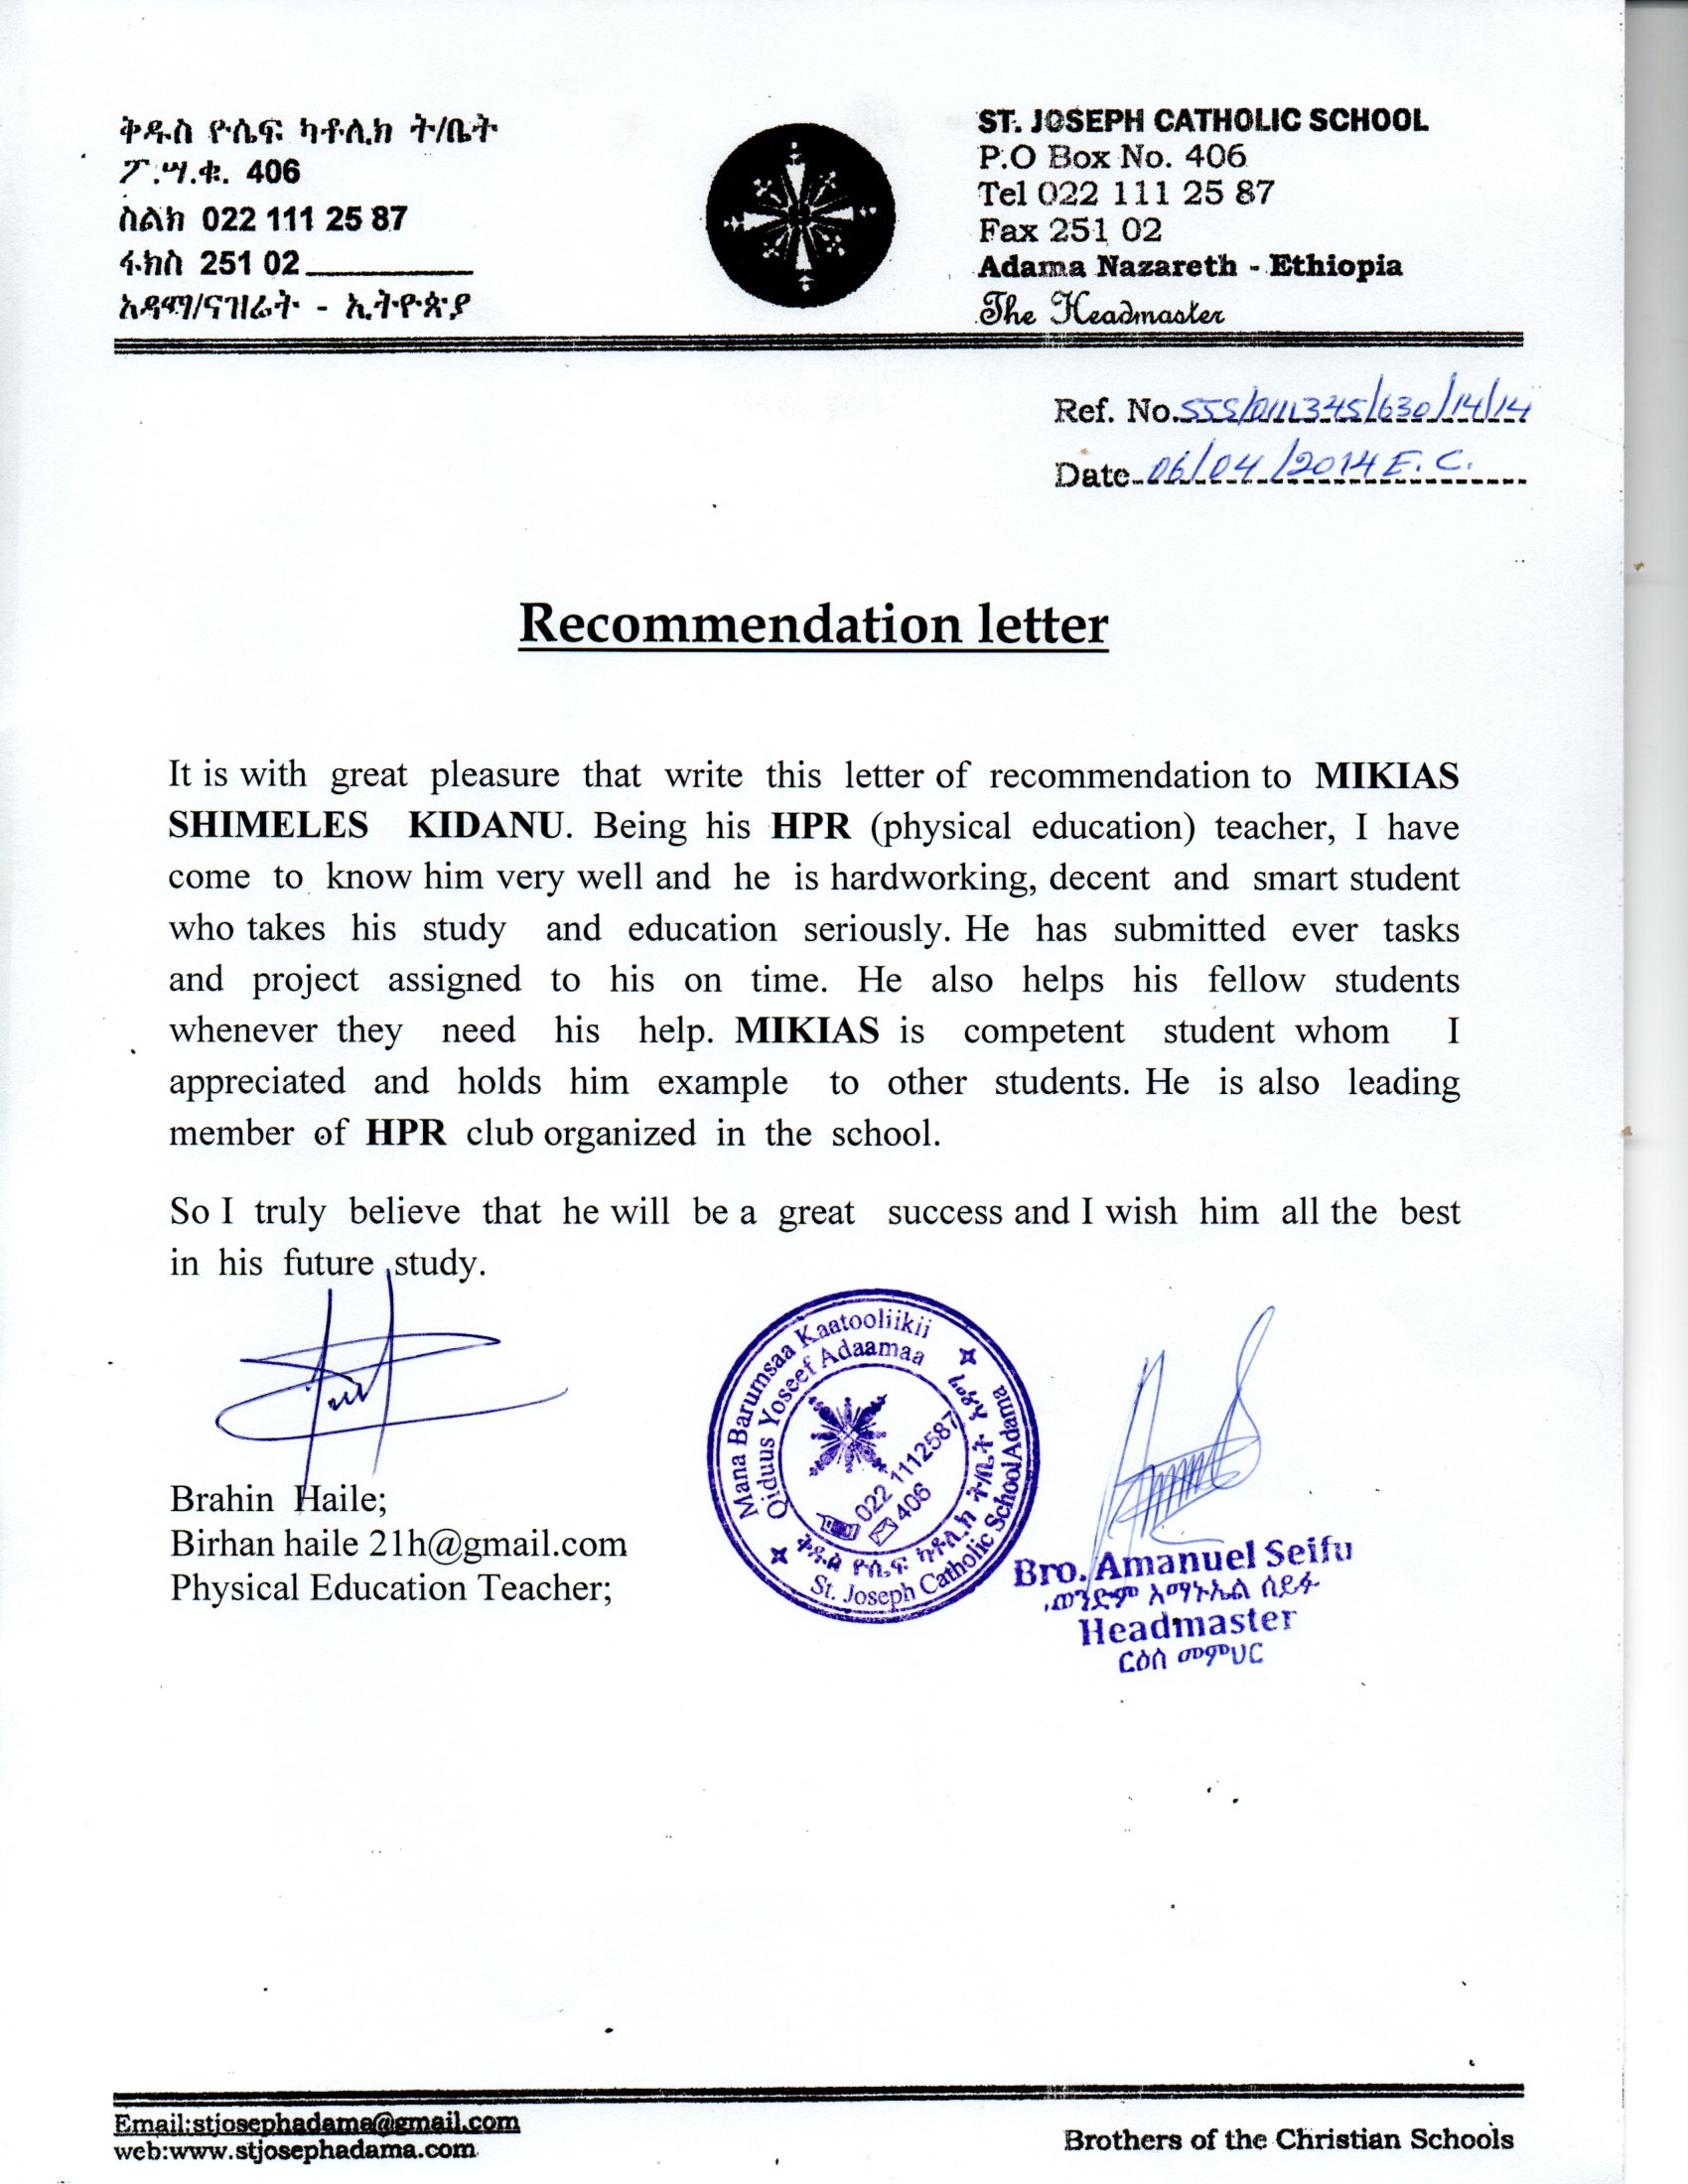 ቅዱስ ዮሴፍ ካቶሊክ ት/ቤት
ፖ.ሣ.ቁ. 406
ስልክ 022 111 25 87
ፋክስ 251 02
አዳማ/ናዝሬት - ኢትዮጵያ
ST. JOSEPH CATHOLIC SCHOOL
P.O Box No. 406
Tel 022 111 25 87
Fax 251 02
Adama Nazareth - Ethiopia
The Headmaster
Ref. No. SSS/0111345/630/14/14
Date 06/04/2014 E.C.
Recommendation letter
It is with great pleasure that write this letter of recommendation to MIKIAS
SHIMELES KIDANU. Being his HPR (physical education) teacher, I have
come to know him very well and he is hardworking, decent and smart student
who takes his study and education seriously. He has submitted ever tasks
and project assigned to his on time. He also helps his fellow students
whenever they need his help. MIKIAS is competent student whom I
appreciated and holds him example to other students. He is also leading
member of HPR club organized in the school.
So I truly believe that he will be a great success and I wish him all the best
in his future study.
Brahin Haile;
Birhan haile 21h@gmail.com
Physical Education Teacher;
Mana Barumsaa Kaatooliikii
Qiduus Yoseef Adaamaa
022 1112587
406
ቅዱስ ዮሴፍ ካቶሊክ ት/ቤት አዳማ
St. Joseph Catholic School Adama
Bro. Amanuel Seifu
ወንድም አማኑኤል ሰይፉ
Headmaster
ርዕሰ መምህር
Email:stjosephadama@gmail.com
web:www.stjosephadama.com
Brothers of the Christian Schools